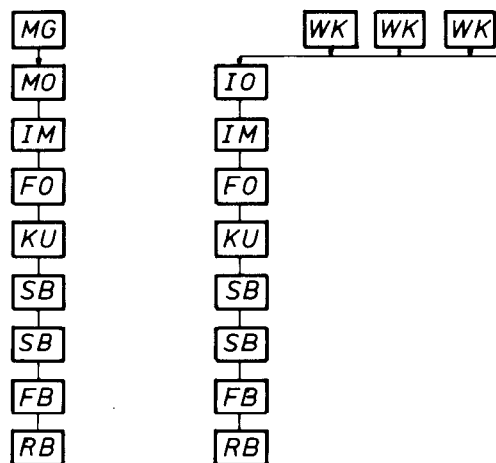 MG WK WK WK
MO IO
IM IM
FO FO
KU KU
SB SB
SB SB
FB FB
RB RB